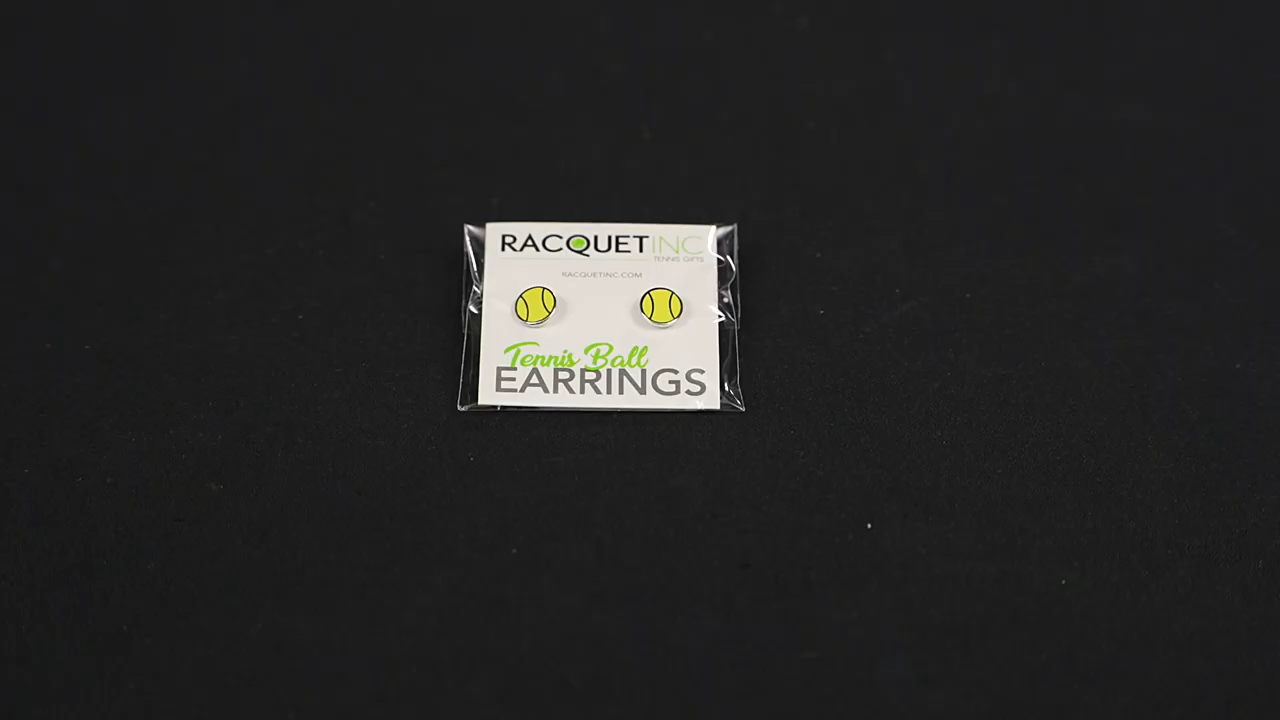 RACQUETINC
TENNIS GIFTS
RACQUETINC.COM
Tennis Ball
EARRINGS